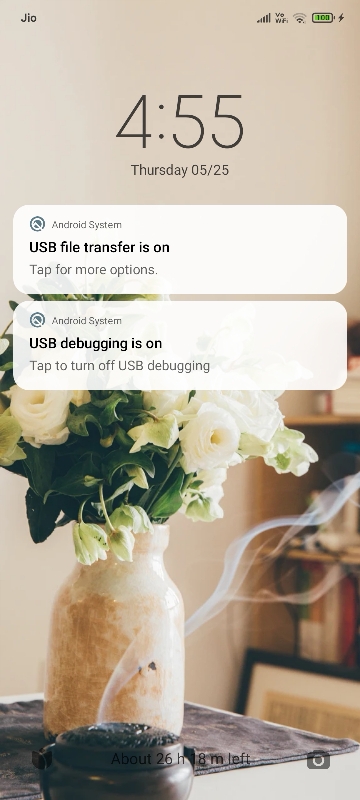 Jio
Vo
WiFi
100
4:55
Thursday 05/25
Android System
USB file transfer is on
Tap for more options.
Android System
USB debugging is on
Tap to turn off USB debugging
About 26 h 18 m left